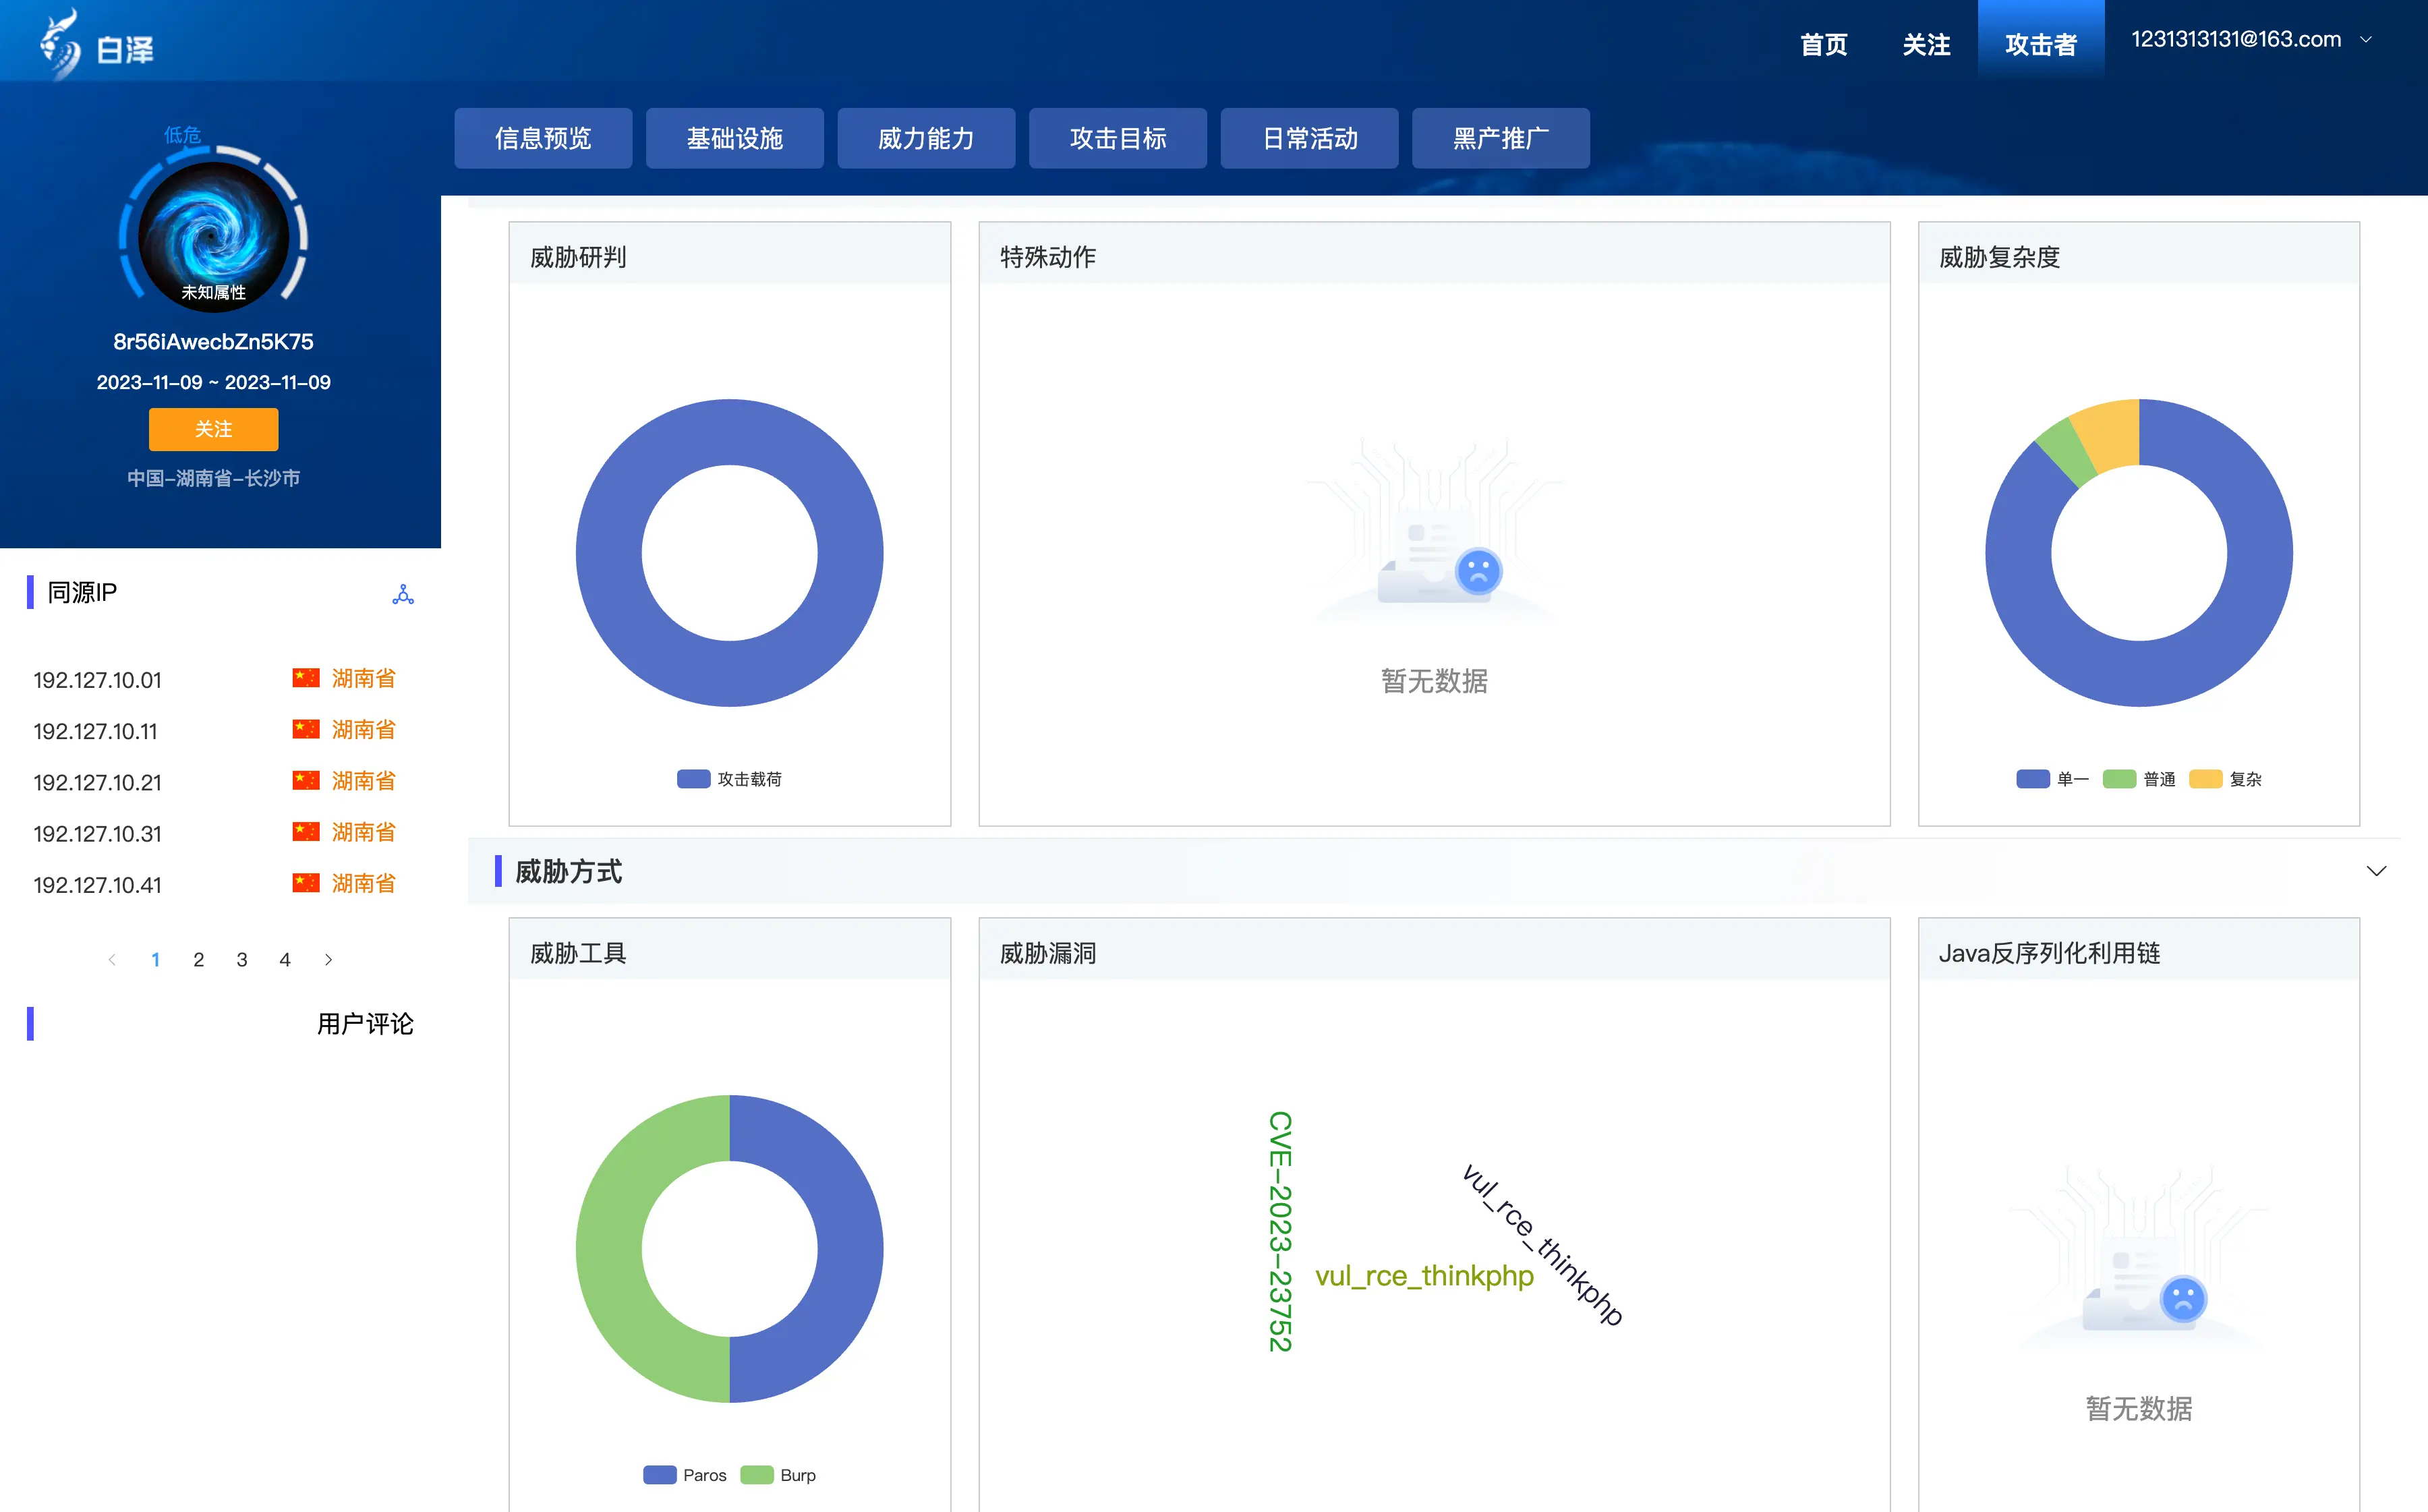 白泽
首页
关注
攻击者
1231313131@163.com
信息预览
基础设施
威力能力
攻击目标
日常活动
黑产推广
低危
未知属性
8r56iAwecbZn5K75
2023-11-09 ~ 2023-11-09
关注
中国-湖南省-长沙市
同源IP
192.127.10.01 湖南省
192.127.10.11 湖南省
192.127.10.21 湖南省
192.127.10.31 湖南省
192.127.10.41 湖南省
1 2 3 4
用户评论
威胁研判
攻击载荷
特殊动作
暂无数据
威胁复杂度
单一 普通 复杂
威胁方式
威胁工具
Paros Burp
威胁漏洞
CVE-2023-23752
vul_rce_thinkphp
vul_rce_thinkphp
Java反序列化利用链
暂无数据